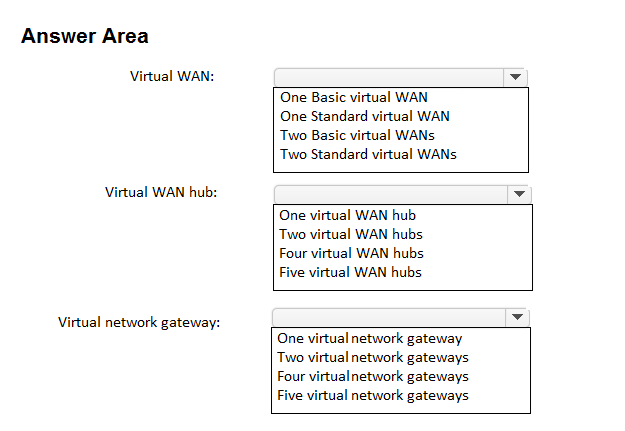 Answer Area
Virtual WAN:
One Basic virtual WAN
One Standard virtual WAN
Two Basic virtual WANs
Two Standard virtual WANs
Virtual WAN hub:
One virtual WAN hub
Two virtual WAN hubs
Four virtual WAN hubs
Five virtual WAN hubs
Virtual network gateway:
One virtual network gateway
Two virtual network gateways
Four virtual network gateways
Five virtual network gateways